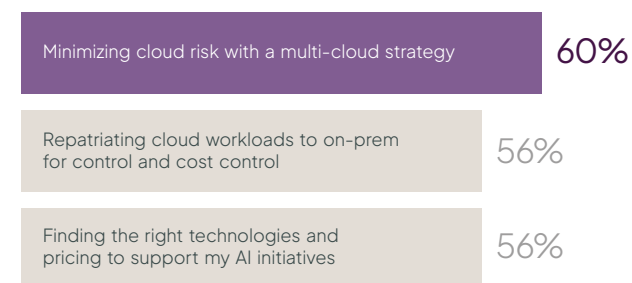 Minimizing cloud risk with a multi-cloud strategy
60%
Repatriating cloud workloads to on-prem
for control and cost control
56%
Finding the right technologies and
pricing to support my AI initiatives
56%